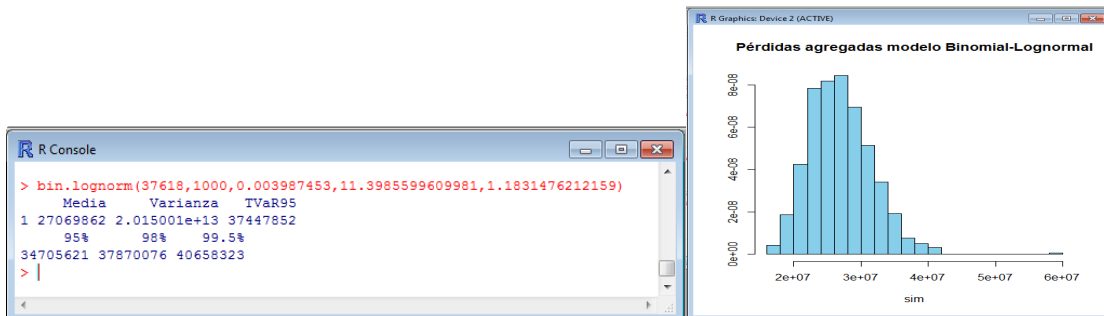 R Console
> bin.lognorm(37618,1000,0.003987453,11.3985599609981,1.1831476212159)
Media Varianza TVaR95
1 27069862 2.015001e+13 37447852
95% 98% 99.5%
34705621 37870076 40658323
>
R Graphics: Device 2 (ACTIVE)
Pérdidas agregadas modelo Binomial-Lognormal
8e-08
6e-08
4e-08
2e-08
0e+00
2e+07 3e+07 4e+07 5e+07 6e+07
sim